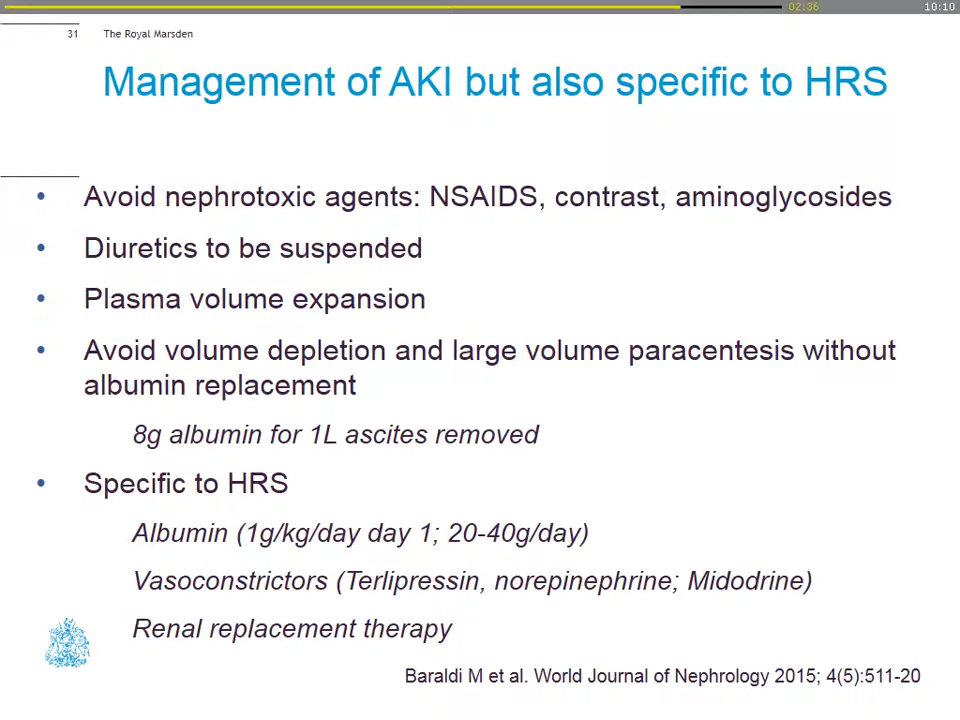 02:36
10:10
31 The Royal Marsden
Management of AKI but also specific to HRS
• Avoid nephrotoxic agents: NSAIDS, contrast, aminoglycosides
• Diuretics to be suspended
• Plasma volume expansion
• Avoid volume depletion and large volume paracentesis without
albumin replacement
8g albumin for 1L ascites removed
• Specific to HRS
Albumin (1g/kg/day day 1; 20-40g/day)
Vasoconstrictors (Terlipressin, norepinephrine; Midodrine)
Renal replacement therapy
Baraldi M et al. World Journal of Nephrology 2015; 4(5):511-20